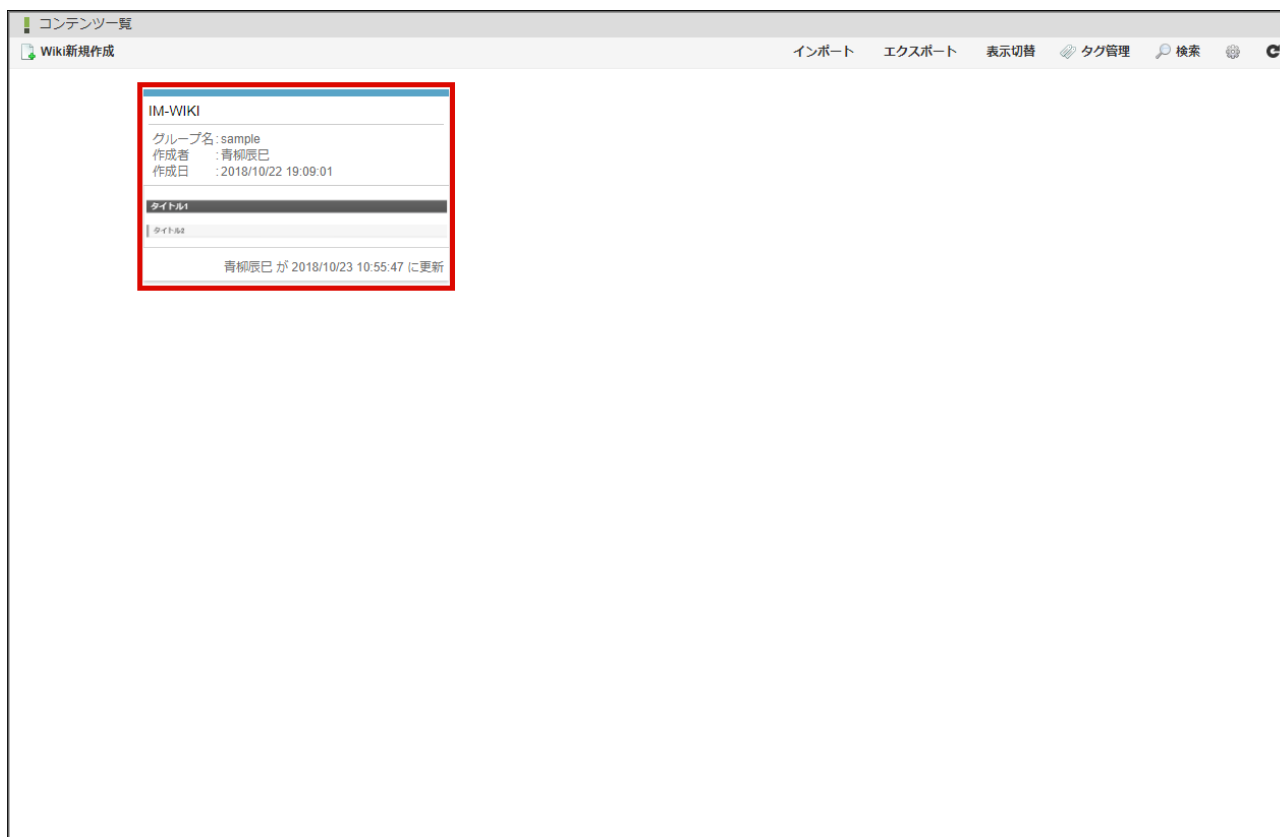 コンテンツ一覧
Wiki新規作成 インポート エクスポート 表示切替 タグ管理 検索
IM-WIKI
グループ名 : sample
作成者 : 青柳辰巳
作成日 : 2018/10/22 19:09:01
タイトル1
タイトル2
青柳辰巳 が 2018/10/23 10:55:47 に更新